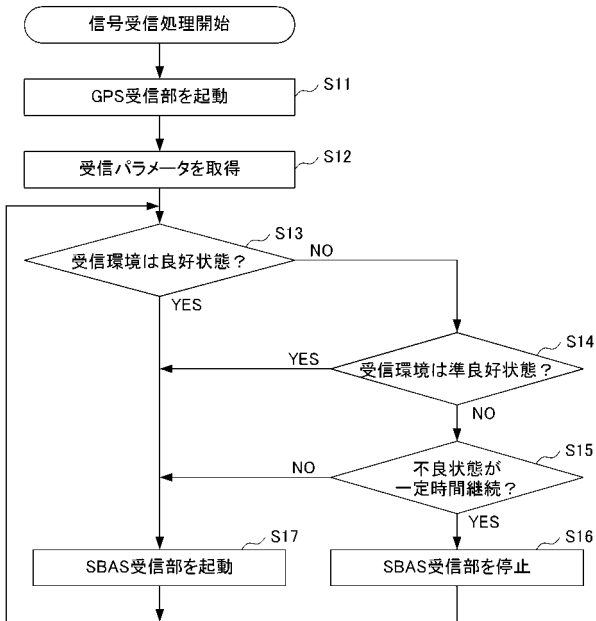 信号受信処理開始
GPS受信部を起動
S11
受信パラメータを取得
S12
受信環境は良好状態？
S13
NO
YES
受信環境は準良好状態？
S14
YES
NO
不良状態が
一定時間継続？
S15
NO
YES
SBAS受信部を起動
S17
SBAS受信部を停止
S16